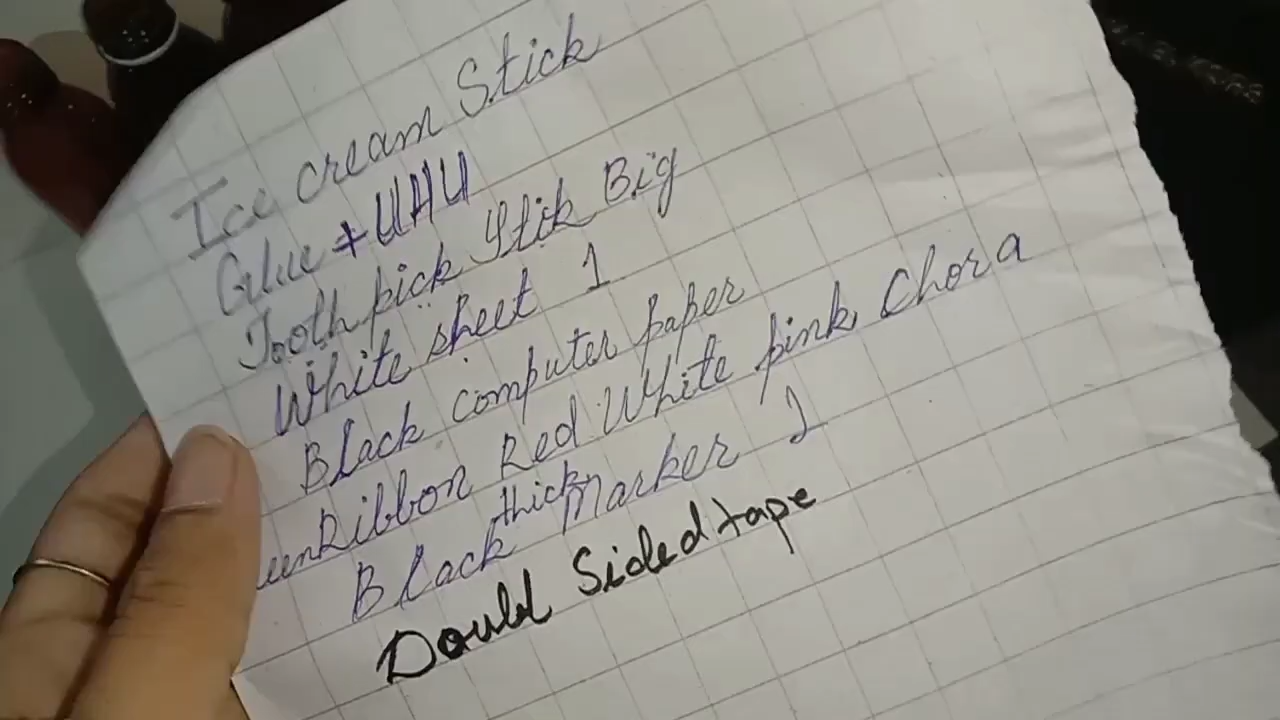 Ice cream Stick
Glue + UHU
Tooth pick Stik Big
White sheet 1
Black computer paper
Ribbon Red White pink Chora
Black thick Marker 1
Doubl Sided tape